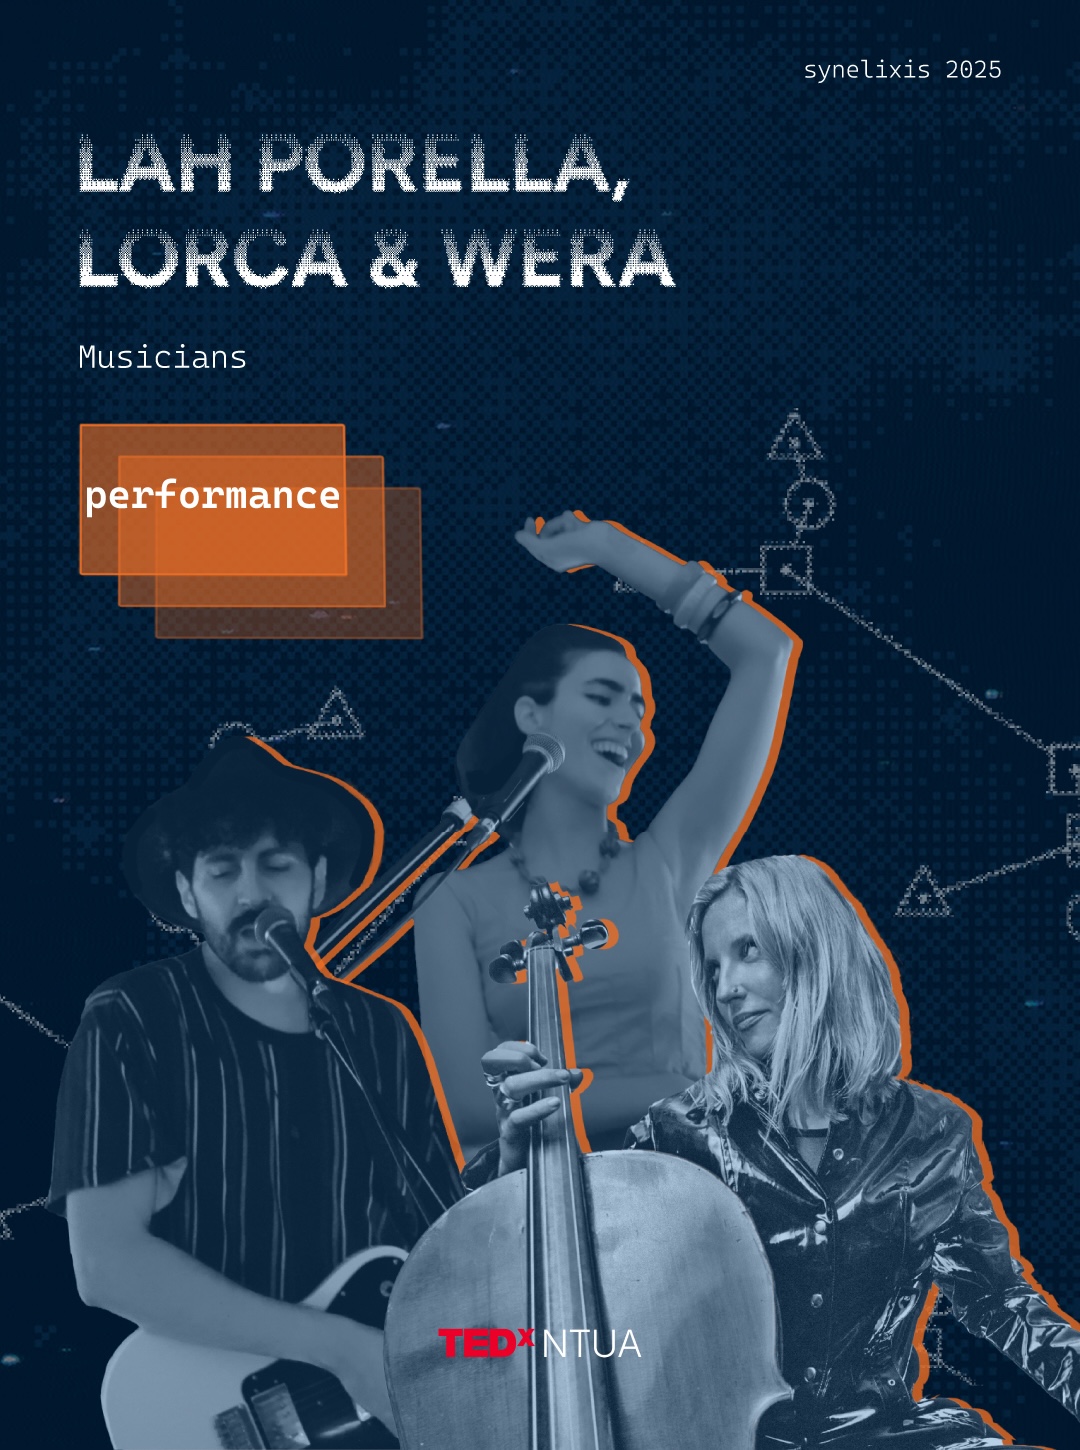 synelixis 2025
LAH PORELLA,
LORCA & WERA
Musicians
performance
TEDx NTUA